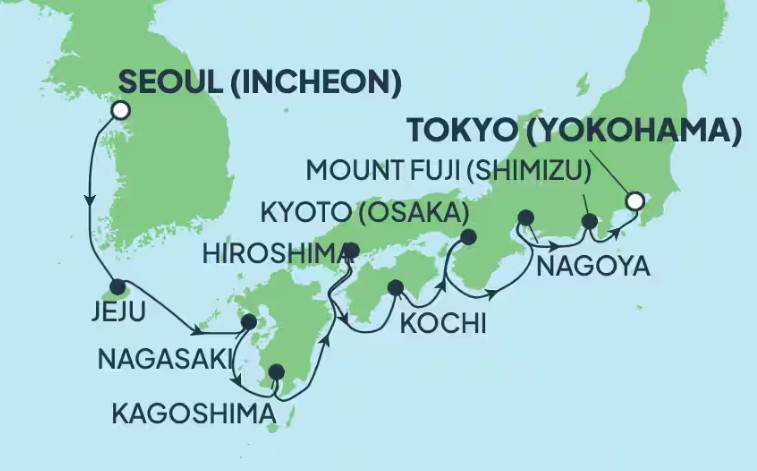 SEOUL (INCHEON)
TOKYO (YOKOHAMA)
MOUNT FUJI (SHIMIZU)
KYOTO (OSAKA)
HIROSHIMA
NAGOYA
JEJU
KOCHI
NAGASAKI
KAGOSHIMA